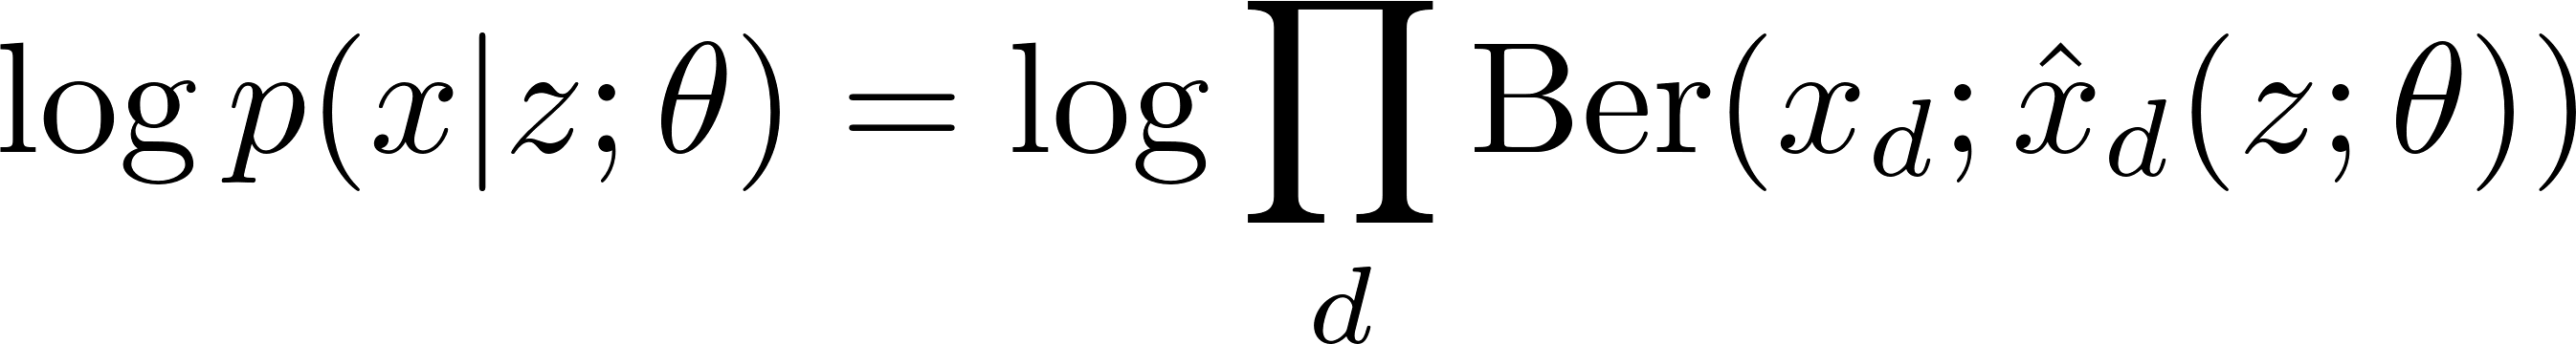 log p(x|z; θ) = log ∏_d Ber(x_d; x̂_d(z; θ))